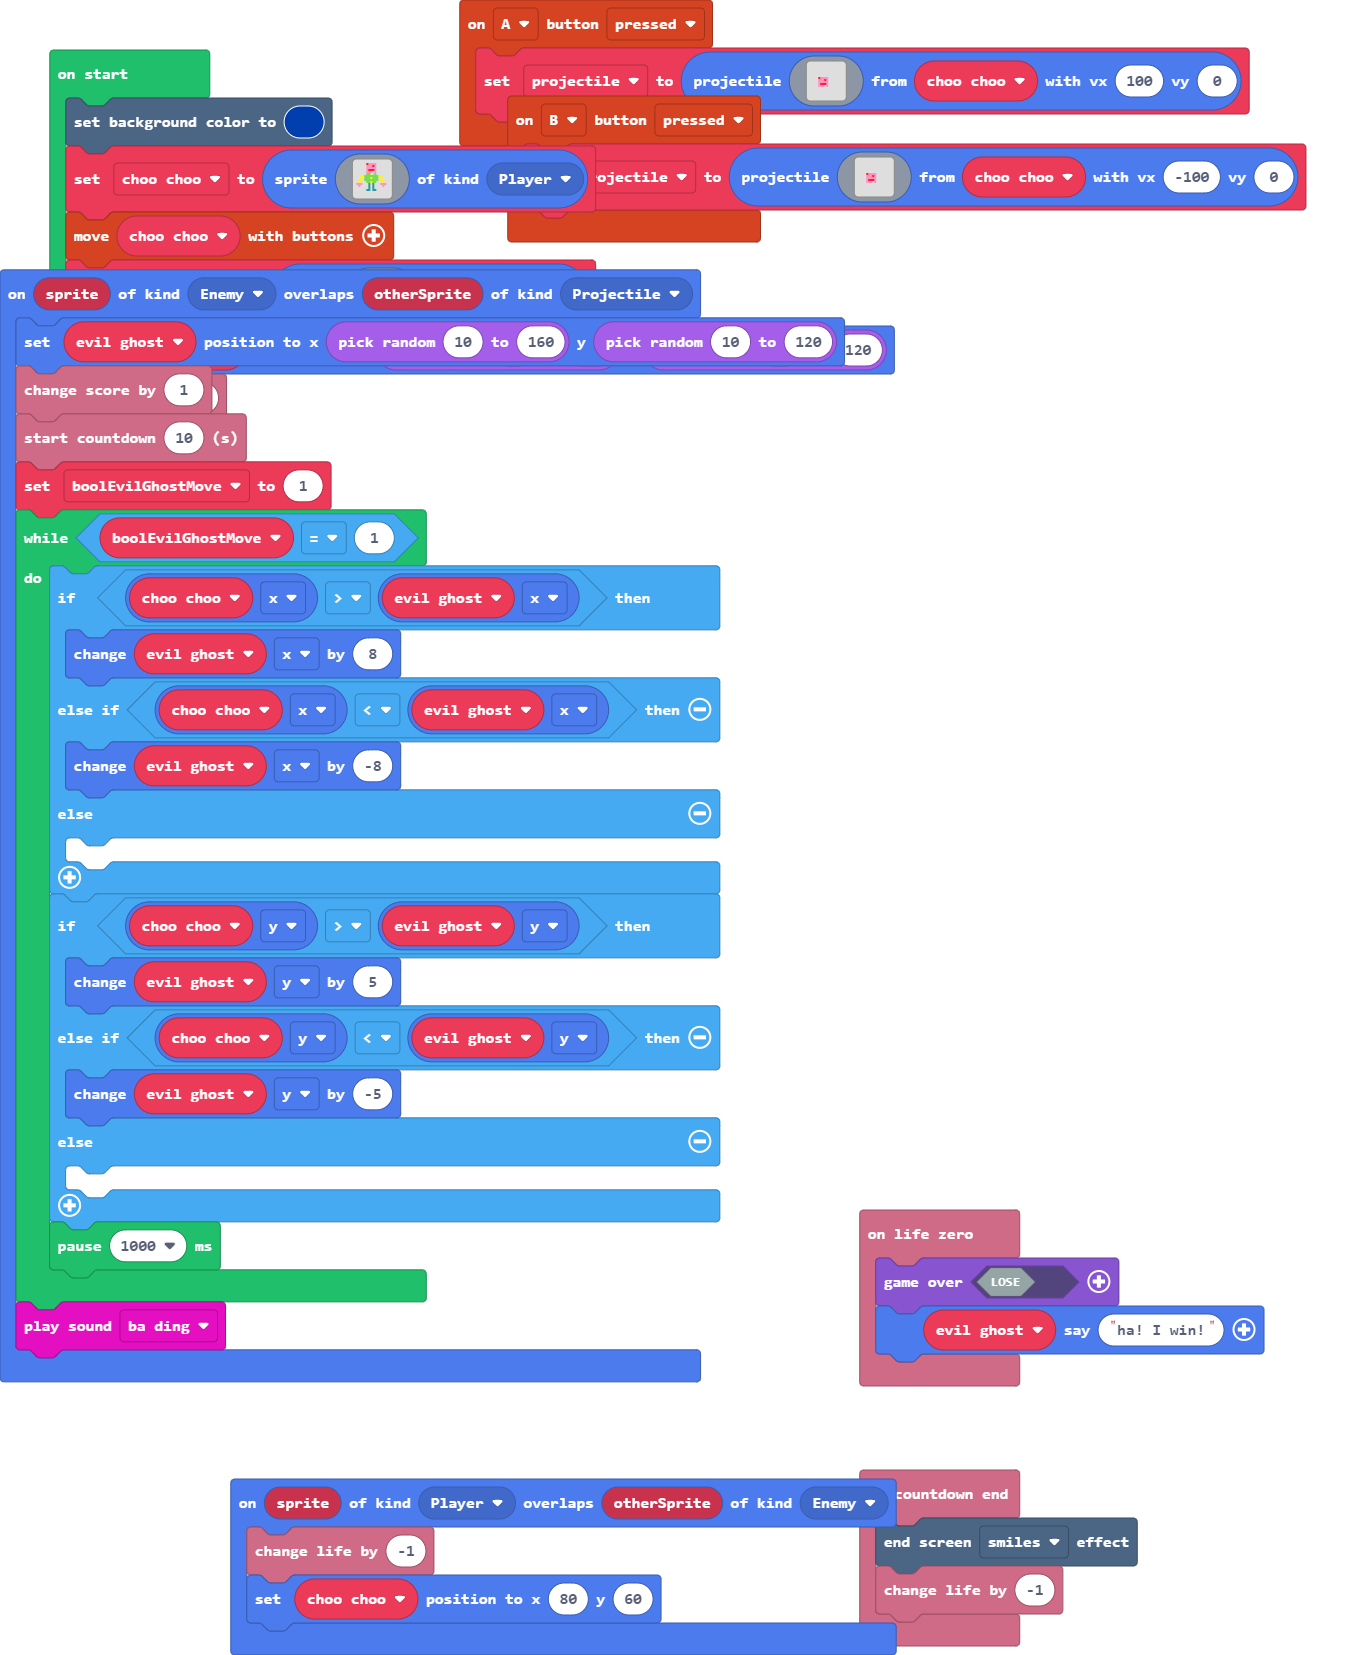 on A button pressed
set projectile to projectile from choo choo with vx 100 vy 0
on start
set background color to
on B button pressed
set choo choo to sprite of kind Player
ojectile to projectile from choo choo with vx -100 vy 0
move choo choo with buttons
on sprite of kind Enemy overlaps otherSprite of kind Projectile
set evil ghost position to x pick random 10 to 160 y pick random 10 to 120
120
change score by 1
start countdown 10 (s)
set boolEvilGhostMove to 1
while boolEvilGhostMove = 1
do
if choo choo x > evil ghost x then
change evil ghost x by 8
else if choo choo x < evil ghost x then
change evil ghost x by -8
else
if choo choo y > evil ghost y then
change evil ghost y by 5
else if choo choo y < evil ghost y then
change evil ghost y by -5
else
pause 1000 ms
play sound ba ding
on life zero
game over LOSE
evil ghost say "ha! I win!"
on sprite of kind Player overlaps otherSprite of kind Enemy
change life by -1
set choo choo position to x 80 y 60
countdown end
end screen smiles effect
change life by -1